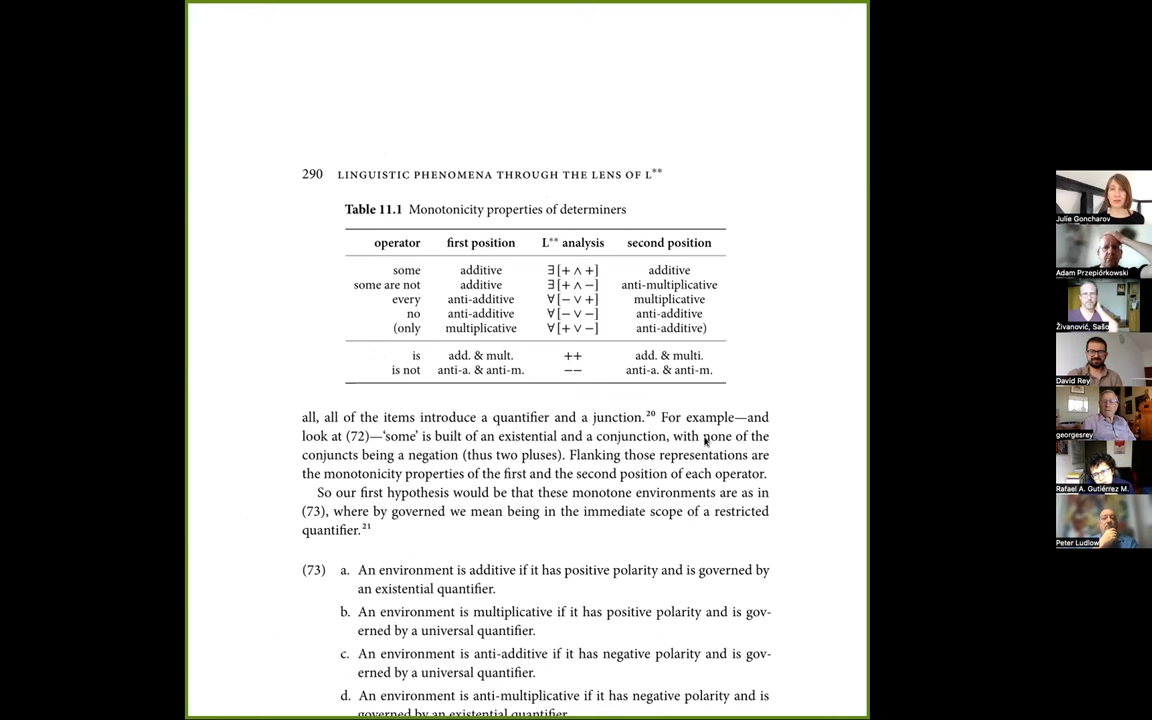 290 LINGUISTIC PHENOMENA THROUGH THE LENS OF L**
Table 11.1 Monotonicity properties of determiners
operator first position L** analysis second position
some additive ∃[+ ∧ +] additive
some are not additive ∃[+ ∧ −] anti-multiplicative
every anti-additive ∀[− ∨ +] multiplicative
no anti-additive ∀[− ∨ −] anti-additive
(only multiplicative ∀[+ ∨ −] anti-additive)
is add. & mult. ++ add. & multi.
is not anti-a. & anti-m. −− anti-a. & anti-m.
all, all of the items introduce a quantifier and a junction.20 For example—and
look at (72)—‘some’ is built of an existential and a conjunction, with none of the
conjuncts being a negation (thus two pluses). Flanking those representations are
the monotonicity properties of the first and the second position of each operator.
So our first hypothesis would be that these monotone environments are as in
(73), where by governed we mean being in the immediate scope of a restricted
quantifier.21
(73) a. An environment is additive if it has positive polarity and is governed by
an existential quantifier.
b. An environment is multiplicative if it has positive polarity and is gov-
erned by a universal quantifier.
c. An environment is anti-additive if it has negative polarity and is gov-
erned by a universal quantifier.
d. An environment is anti-multiplicative if it has negative polarity and is
governed by an existential quantifier.
Julie Goncharov
Adam Przepiórkowski
Živanović, Sašo
David Rey
georgesrey
Rafael A. Gutiérrez M.
Peter Ludlow